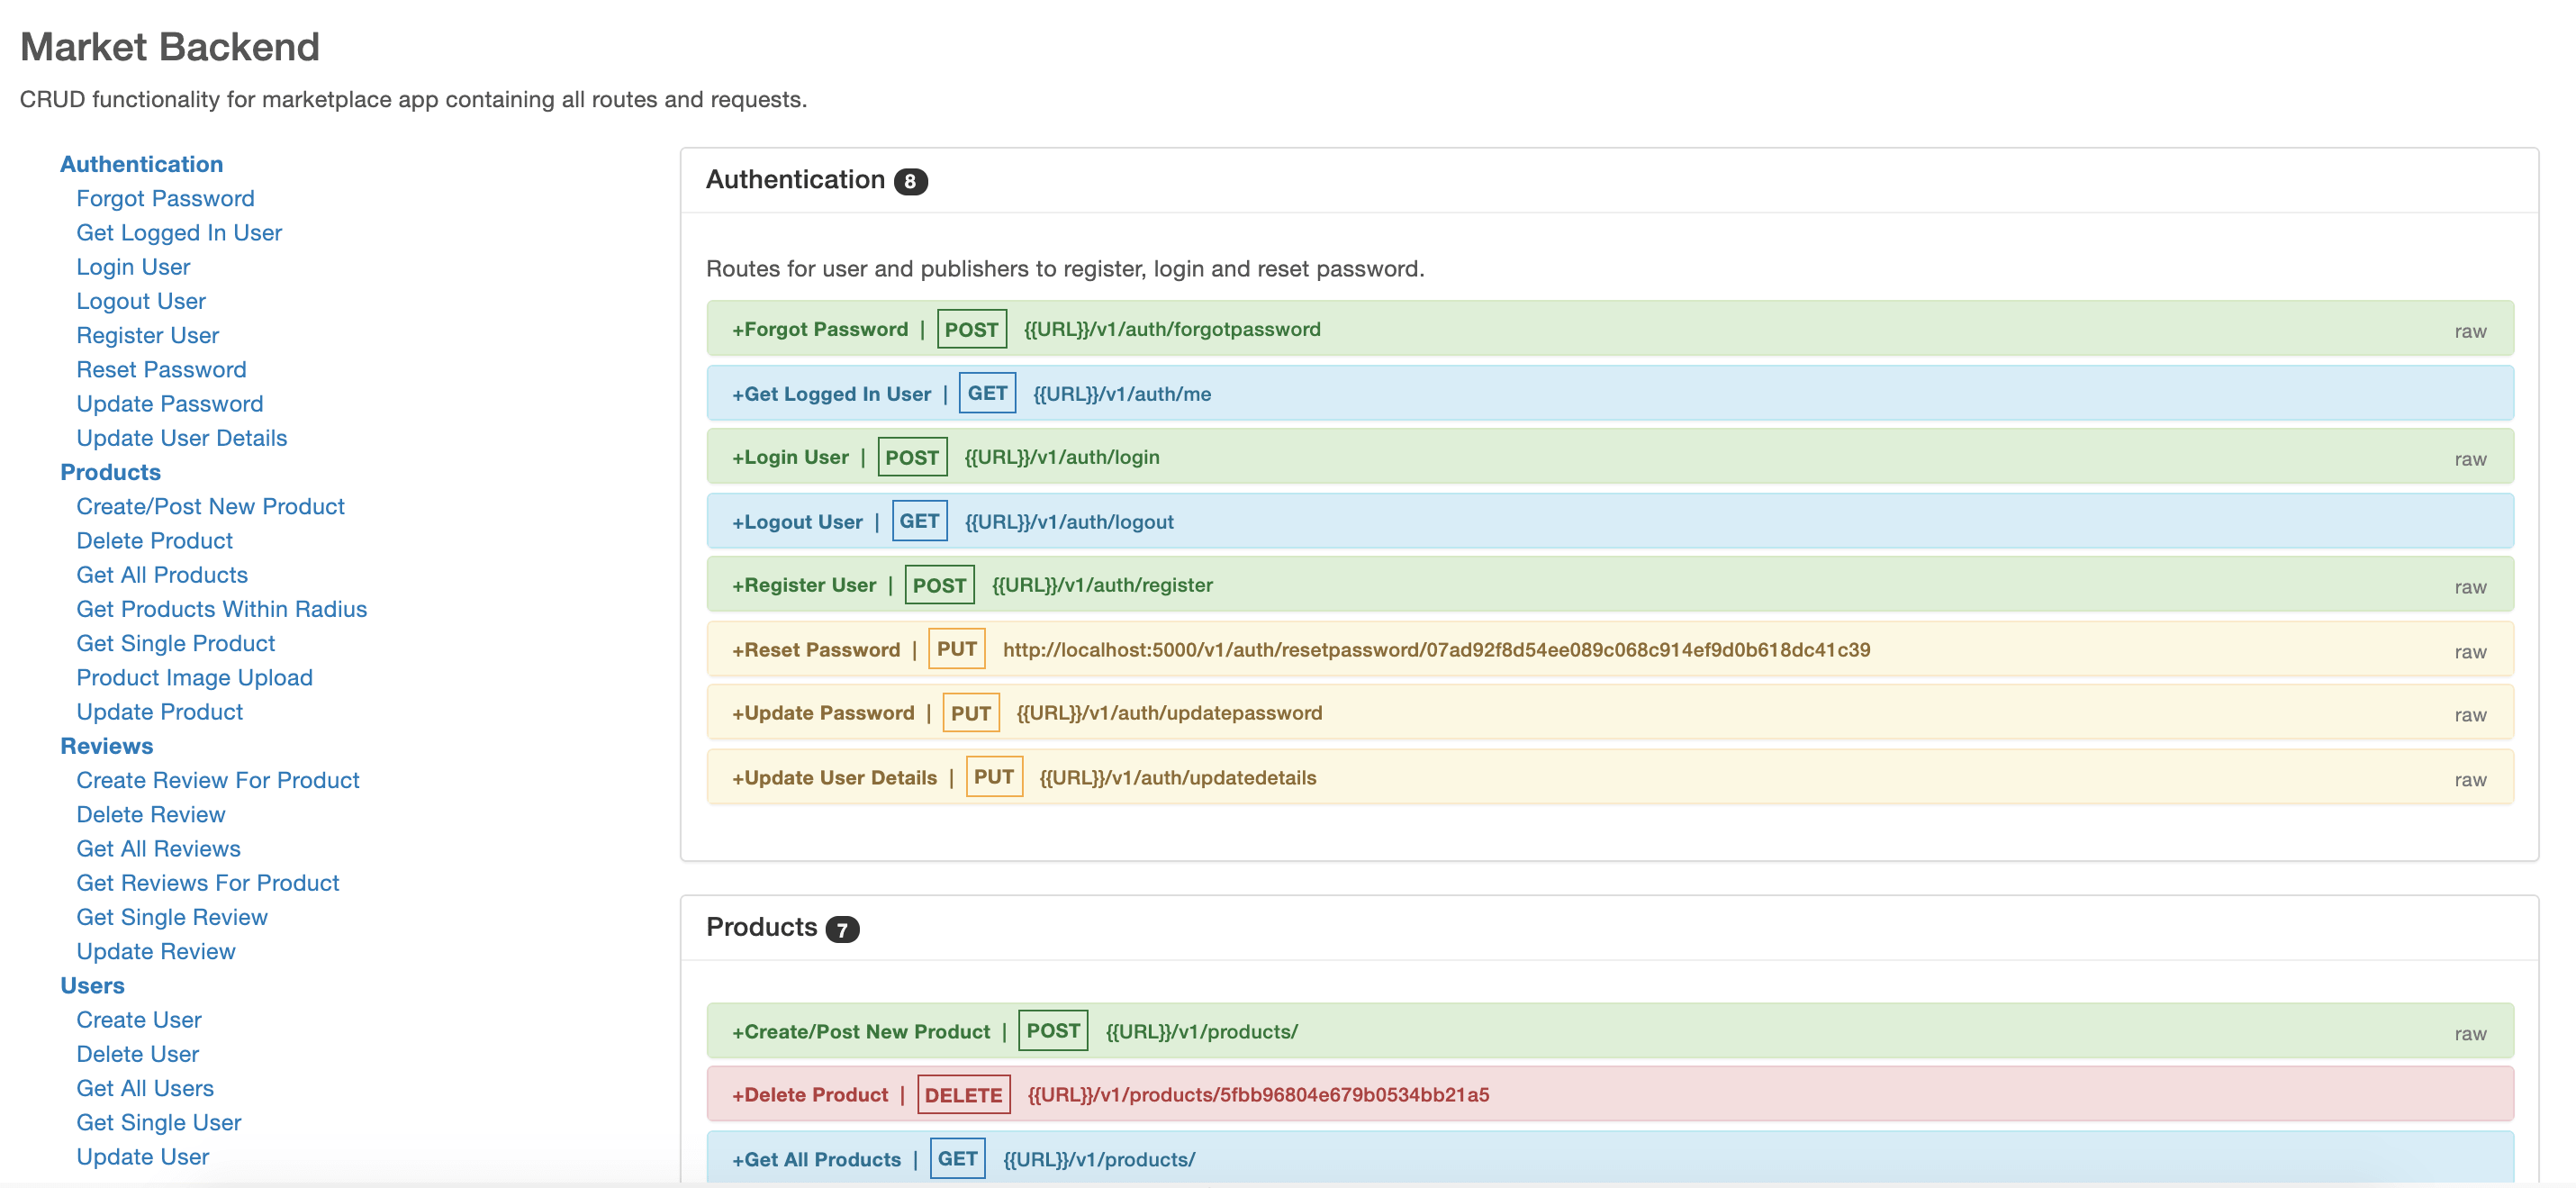 Market Backend
CRUD functionality for marketplace app containing all routes and requests.
Authentication
Forgot Password
Get Logged In User
Login User
Logout User
Register User
Reset Password
Update Password
Update User Details
Products
Create/Post New Product
Delete Product
Get All Products
Get Products Within Radius
Get Single Product
Product Image Upload
Update Product
Reviews
Create Review For Product
Delete Review
Get All Reviews
Get Reviews For Product
Get Single Review
Update Review
Users
Create User
Delete User
Get All Users
Get Single User
Update User
Authentication 8
Routes for user and publishers to register, login and reset password.
+Forgot Password | POST {{URL}}/v1/auth/forgotpassword raw
+Get Logged In User | GET {{URL}}/v1/auth/me
+Login User | POST {{URL}}/v1/auth/login raw
+Logout User | GET {{URL}}/v1/auth/logout
+Register User | POST {{URL}}/v1/auth/register raw
+Reset Password | PUT http://localhost:5000/v1/auth/resetpassword/07ad92f8d54ee089c068c914ef9d0b618dc41c39 raw
+Update Password | PUT {{URL}}/v1/auth/updatepassword raw
+Update User Details | PUT {{URL}}/v1/auth/updatedetails raw
Products 7
+Create/Post New Product | POST {{URL}}/v1/products/ raw
+Delete Product | DELETE {{URL}}/v1/products/5fbb96804e679b0534bb21a5
+Get All Products | GET {{URL}}/v1/products/